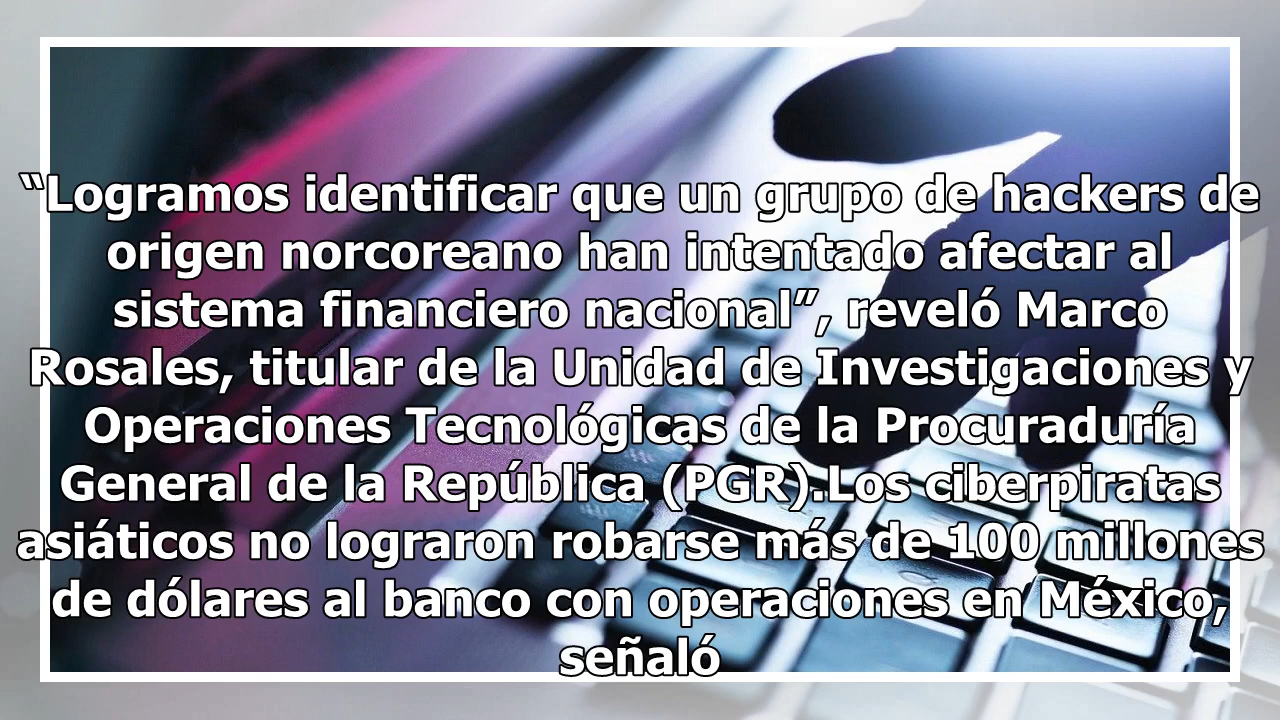 “Logramos identificar que un grupo de hackers de
origen norcoreano han intentado afectar al
sistema financiero nacional”, reveló Marco
Rosales, titular de la Unidad de Investigaciones y
Operaciones Tecnológicas de la Procuraduría
General de la República (PGR).Los ciberpiratas
asiáticos no lograron robarse más de 100 millones
de dólares al banco con operaciones en México,
señaló